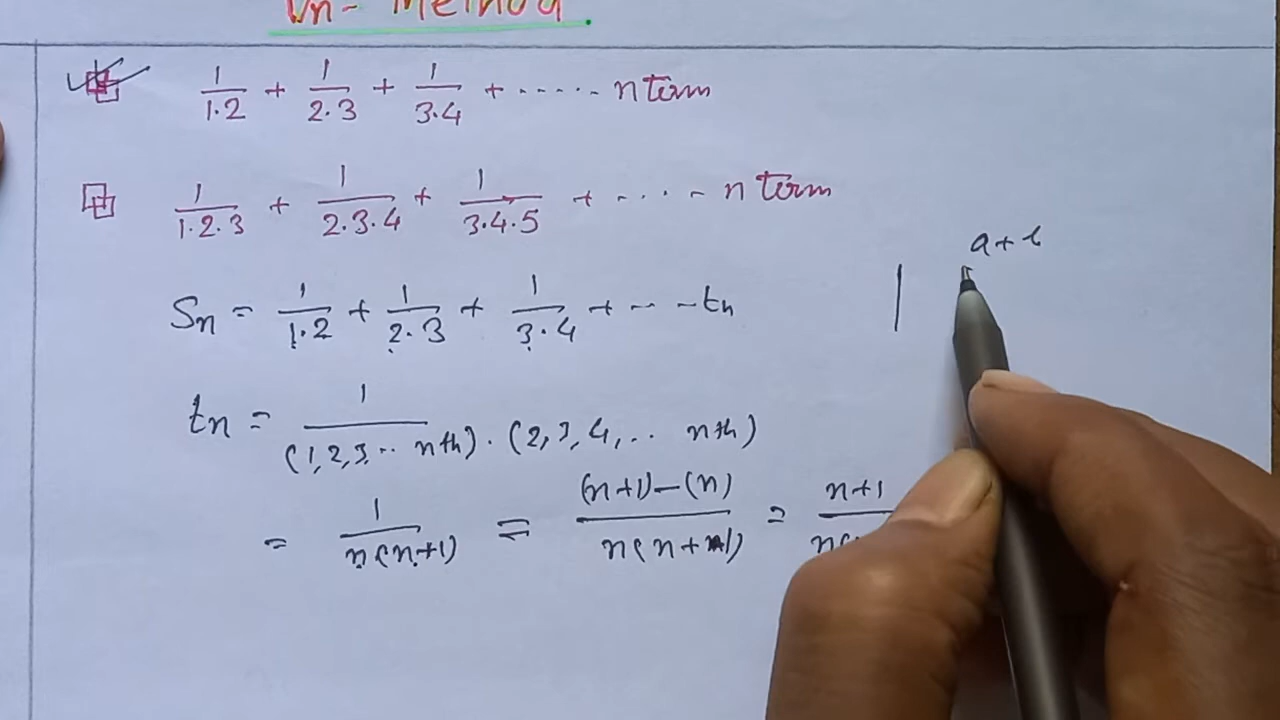 Vn- Method.
1/1.2 + 1/2.3 + 1/3.4 + ..... n term
1/1.2.3 + 1/2.3.4 + 1/3.4.5 + .... n term
a+
Sn = 1/1.2 + 1/2.3 + 1/3.4 + -- -tn
tn = 1/(1,2,3.. nth).(2,3,4,.. nth)
= 1/n(n+1) = (n+1)-(n)/n(n+1) = n+1/n(